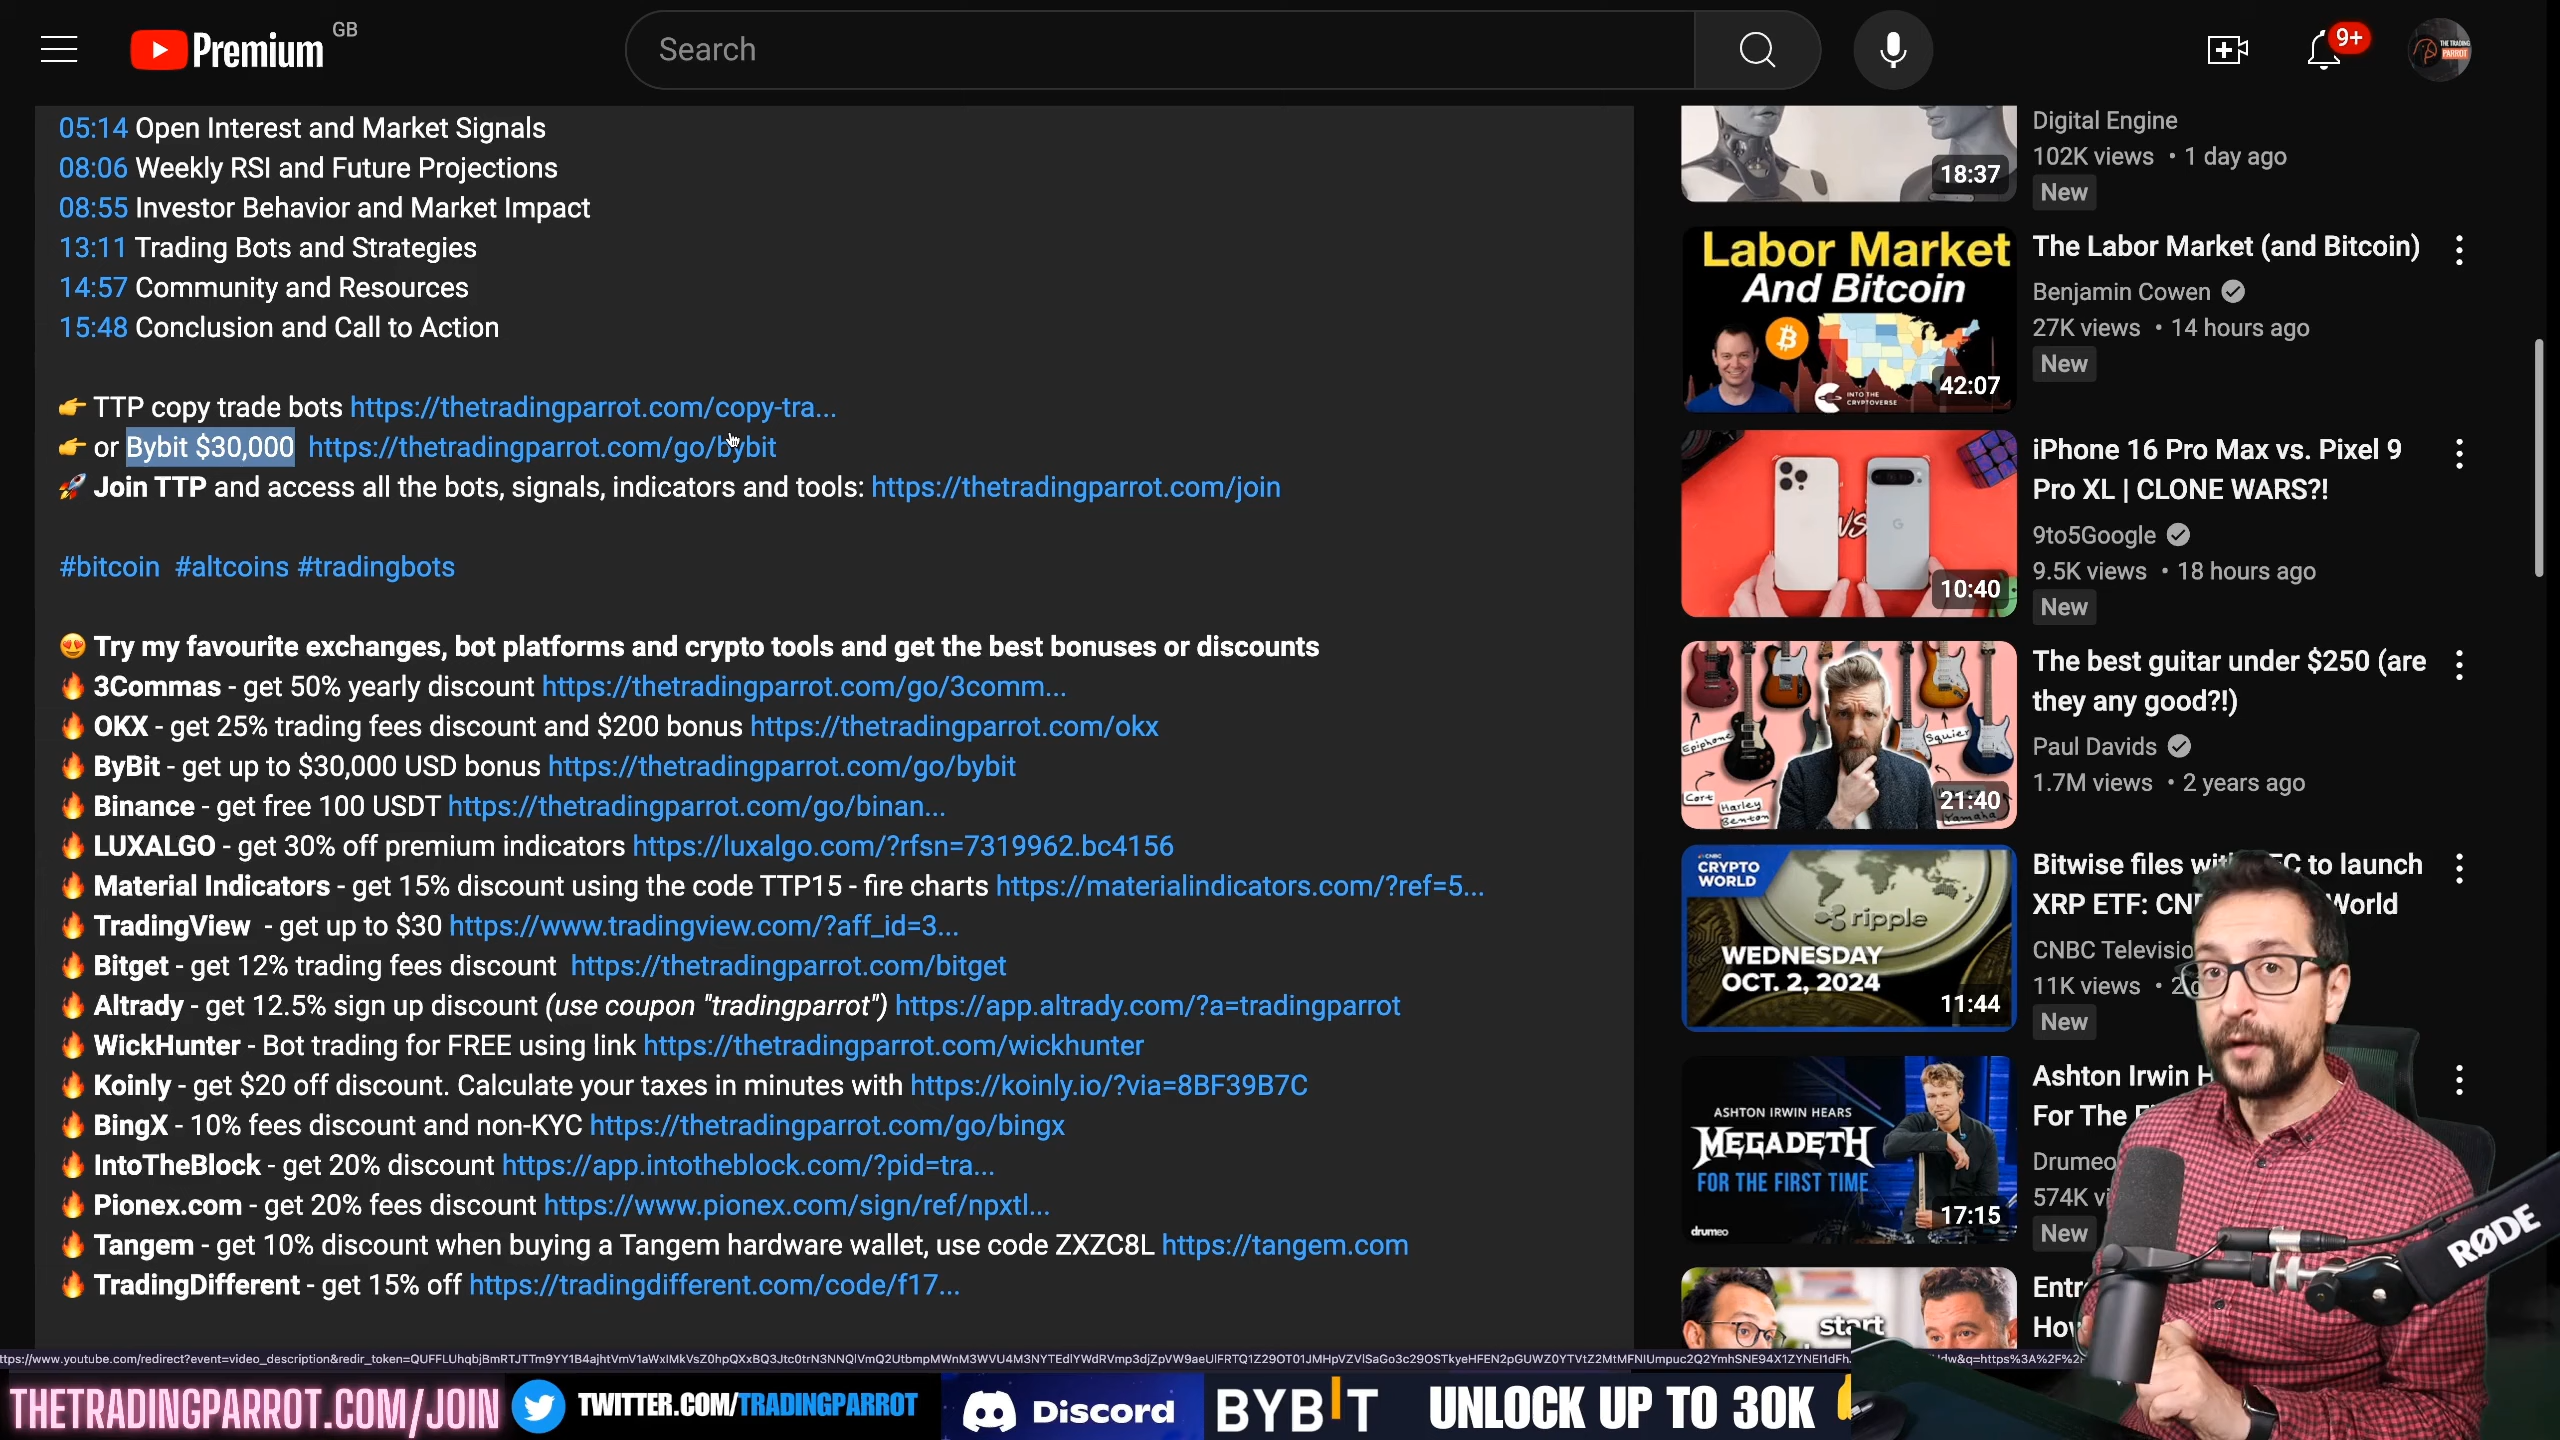 Premium
GB
Search
9+
THE TRADING
PARROT
05:14 Open Interest and Market Signals
08:06 Weekly RSI and Future Projections
08:55 Investor Behavior and Market Impact
13:11 Trading Bots and Strategies
14:57 Community and Resources
15:48 Conclusion and Call to Action
👉 TTP copy trade bots https://thetradingparrot.com/copy-tra...
👉 or Bybit $30,000 https://thetradingparrot.com/go/bybit
🚀 Join TTP and access all the bots, signals, indicators and tools: https://thetradingparrot.com/join
#bitcoin #altcoins #tradingbots
😍 Try my favourite exchanges, bot platforms and crypto tools and get the best bonuses or discounts
🔥 3Commas - get 50% yearly discount https://thetradingparrot.com/go/3comm...
🔥 OKX - get 25% trading fees discount and $200 bonus https://thetradingparrot.com/okx
🔥 ByBit - get up to $30,000 USD bonus https://thetradingparrot.com/go/bybit
🔥 Binance - get free 100 USDT https://thetradingparrot.com/go/binan...
🔥 LUXALGO - get 30% off premium indicators https://luxalgo.com/?rfsn=7319962.bc4156
🔥 Material Indicators - get 15% discount using the code TTP15 - fire charts https://materialindicators.com/?ref=5...
🔥 TradingView - get up to $30 https://www.tradingview.com/?aff_id=3...
🔥 Bitget - get 12% trading fees discount https://thetradingparrot.com/bitget
🔥 Altrady - get 12.5% sign up discount (use coupon "tradingparrot") https://app.altrady.com/?a=tradingparrot
🔥 WickHunter - Bot trading for FREE using link https://thetradingparrot.com/wickhunter
🔥 Koinly - get $20 off discount. Calculate your taxes in minutes with https://koinly.io/?via=8BF39B7C
🔥 BingX - 10% fees discount and non-KYC https://thetradingparrot.com/go/bingx
🔥 IntoTheBlock - get 20% discount https://app.intotheblock.com/?pid=tra...
🔥 Pionex.com - get 20% fees discount https://www.pionex.com/sign/ref/npxtl...
🔥 Tangem - get 10% discount when buying a Tangem hardware wallet, use code ZXZC8L https://tangem.com
🔥 TradingDifferent - get 15% off https://tradingdifferent.com/code/f17...
18:37
Digital Engine
102K views • 1 day ago
New
Labor Market
And Bitcoin
INTO THE
CRYPTOVERSE
42:07
The Labor Market (and Bitcoin)
Benjamin Cowen
27K views • 14 hours ago
New
VS
10:40
iPhone 16 Pro Max vs. Pixel 9
Pro XL | CLONE WARS?!
9to5Google
9.5K views • 18 hours ago
New
Epiphone
Squier
Cort
Harley
Benton
Yamaha
21:40
The best guitar under $250 (are
they any good?!)
Paul Davids
1.7M views • 2 years ago
CNBC
CRYPTO
WORLD
ripple
WEDNESDAY
OCT. 2, 2024
11:44
Bitwise files to launch
XRP ETF: World
CNBC
11K views •
New
ASHTON IRWIN HEARS
MEGADETH
FOR THE FIRST TIME
drumeo
17:15
Ashton Irwin
For The
Drumeo
574K
New
start
RØDE
THETRADINGPARROT.COM/JOIN
TWITTER.COM/TRADINGPARROT
Discord
BYBIT
UNLOCK UP TO 30K